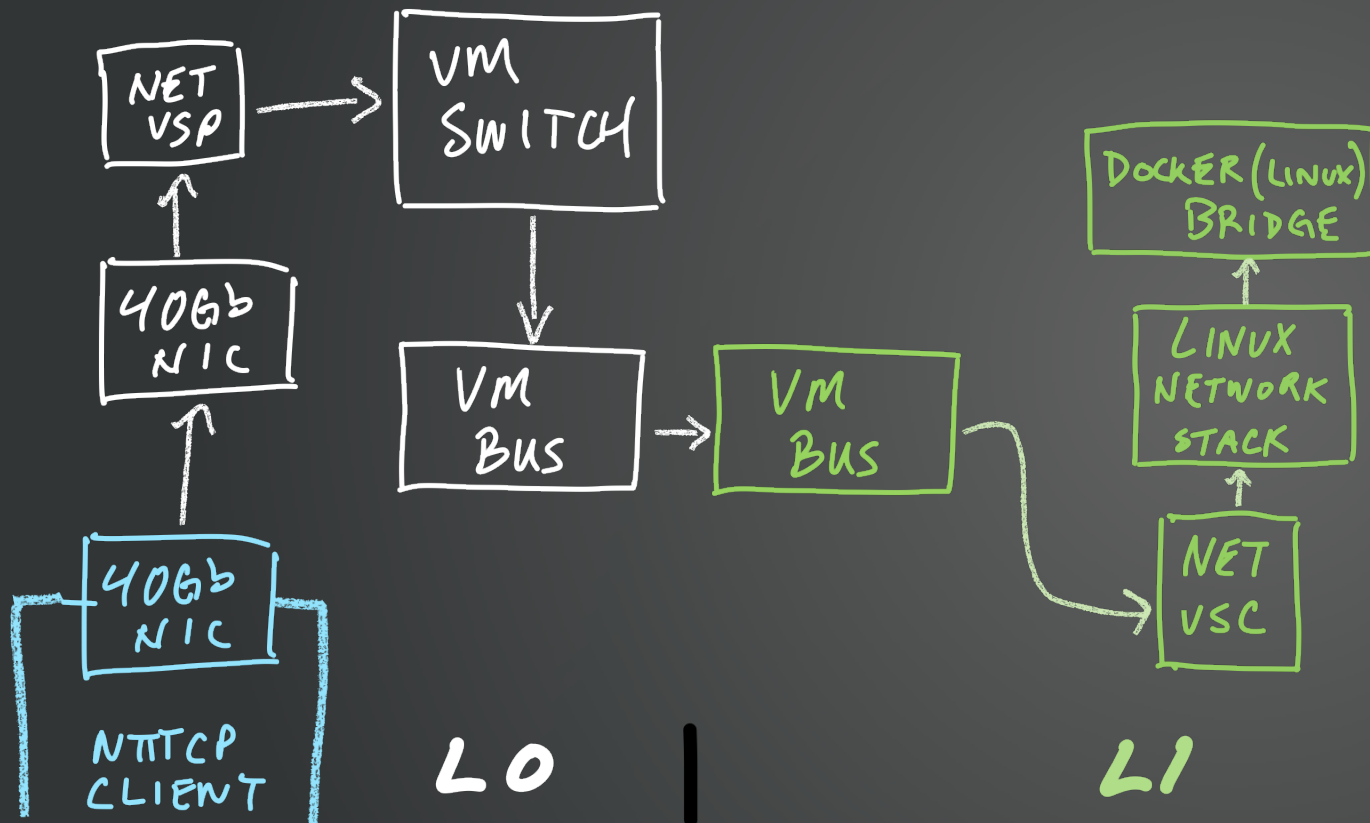 NET
VSP
VM
SWITCH
DOCKER (LINUX)
BRIDGE
40Gb
NIC
LINUX
NETWORK
STACK
VM
BUS
VM
BUS
40Gb
NIC
NET
VSC
NTTTCP
CLIENT
L0
L1